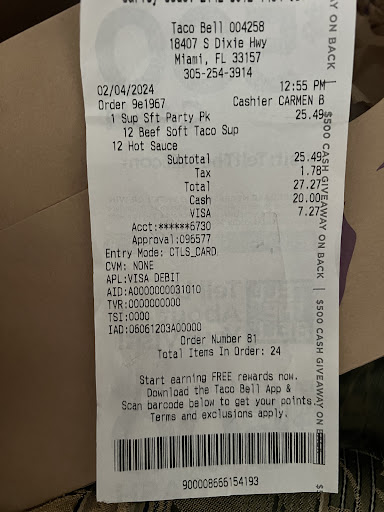 Taco Bell 004258
18407 S Dixie Hwy
Miami, FL 33157
305-254-3914
02/04/2024 12:55 PM
Order 9e1967 Cashier CARMEN B
1 Sup Sft Party Pk 25.49
12 Beef Soft Taco Sup
12 Hot Sauce
Subtotal 25.49
Tax 1.78
Total 27.27
Cash 20.00
VISA 7.27
Acct:******6730
Approval:096577
Entry Mode: CTLS_CARD
CVM: NONE
APL:VISA DEBIT
AID:A0000000031010
TVR:0000000000
TSI:0000
IAD:06061203A00000
Order Number 81
Total Items In Order: 24
Start earning FREE rewards now.
Download the Taco Bell App &
Scan barcode below to get your points.
Terms and exclusions apply.
900008666154193
AY ON BACK |
$500 CASH GIVEAWAY ON BACK |
$500 CASH GIVEAWAY ON BACK